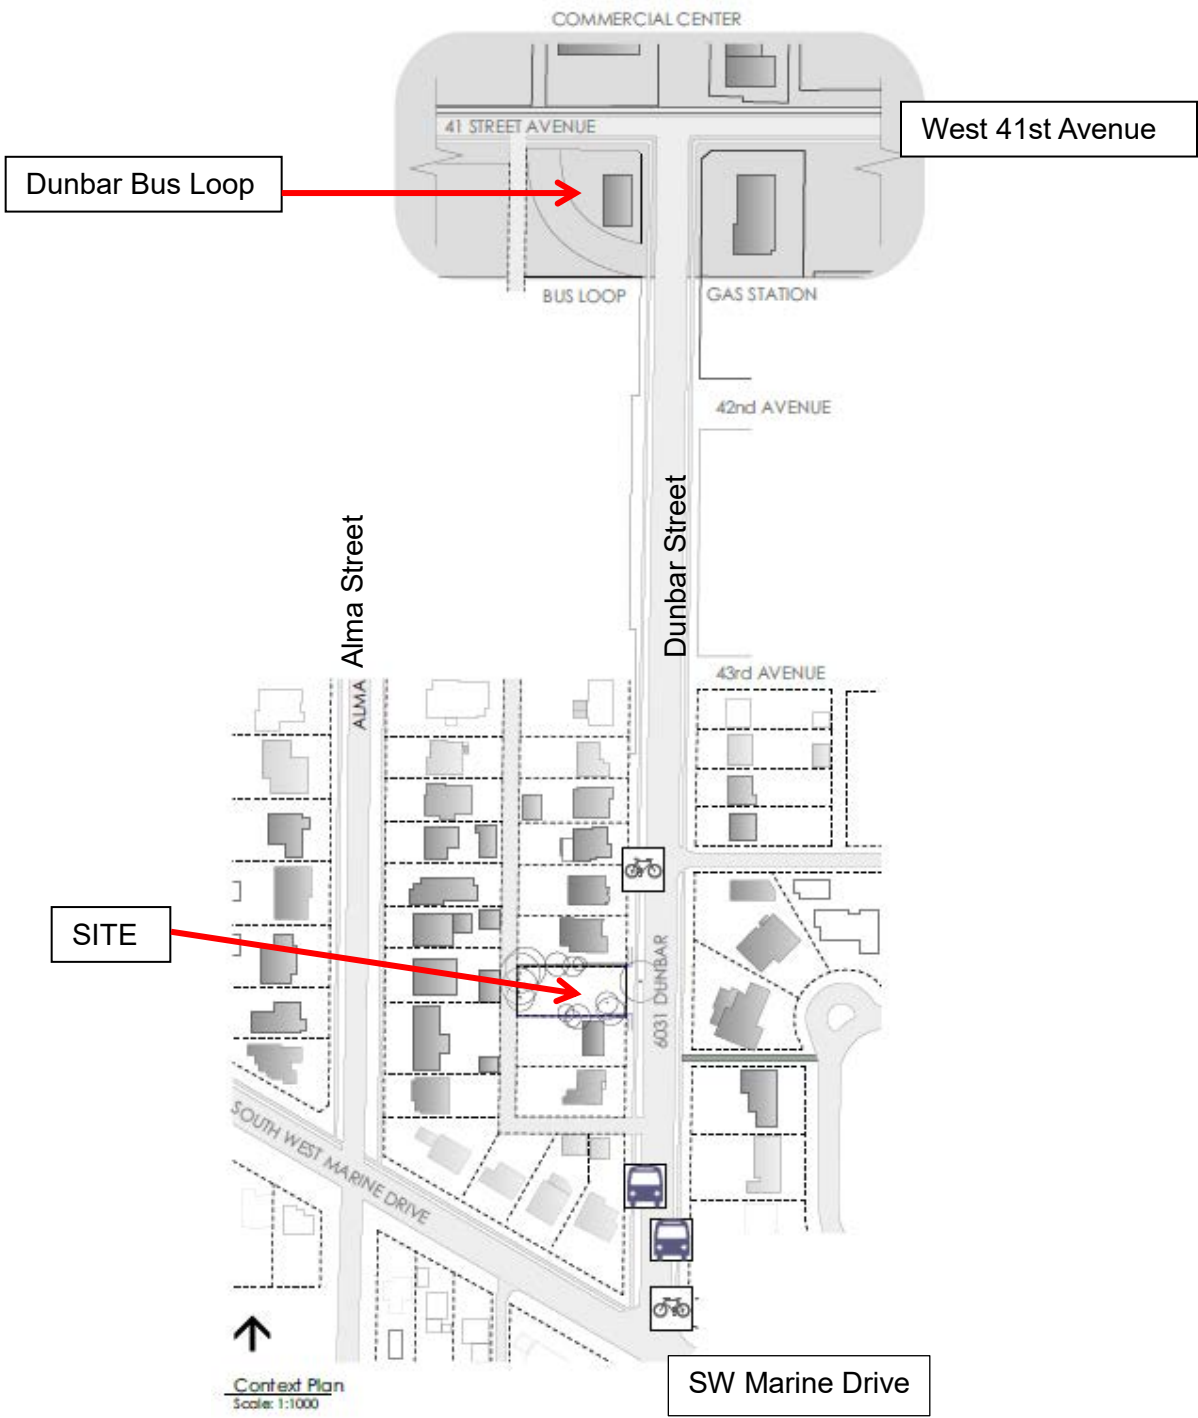 COMMERCIAL CENTER
41 STREET AVENUE
West 41st Avenue
Dunbar Bus Loop
BUS LOOP
GAS STATION
42nd AVENUE
Dunbar Street
Alma Street
43rd AVENUE
ALMA
SITE
6031 DUNBAR
SOUTH WEST MARINE DRIVE
Context Plan
Scale: 1:1000
SW Marine Drive